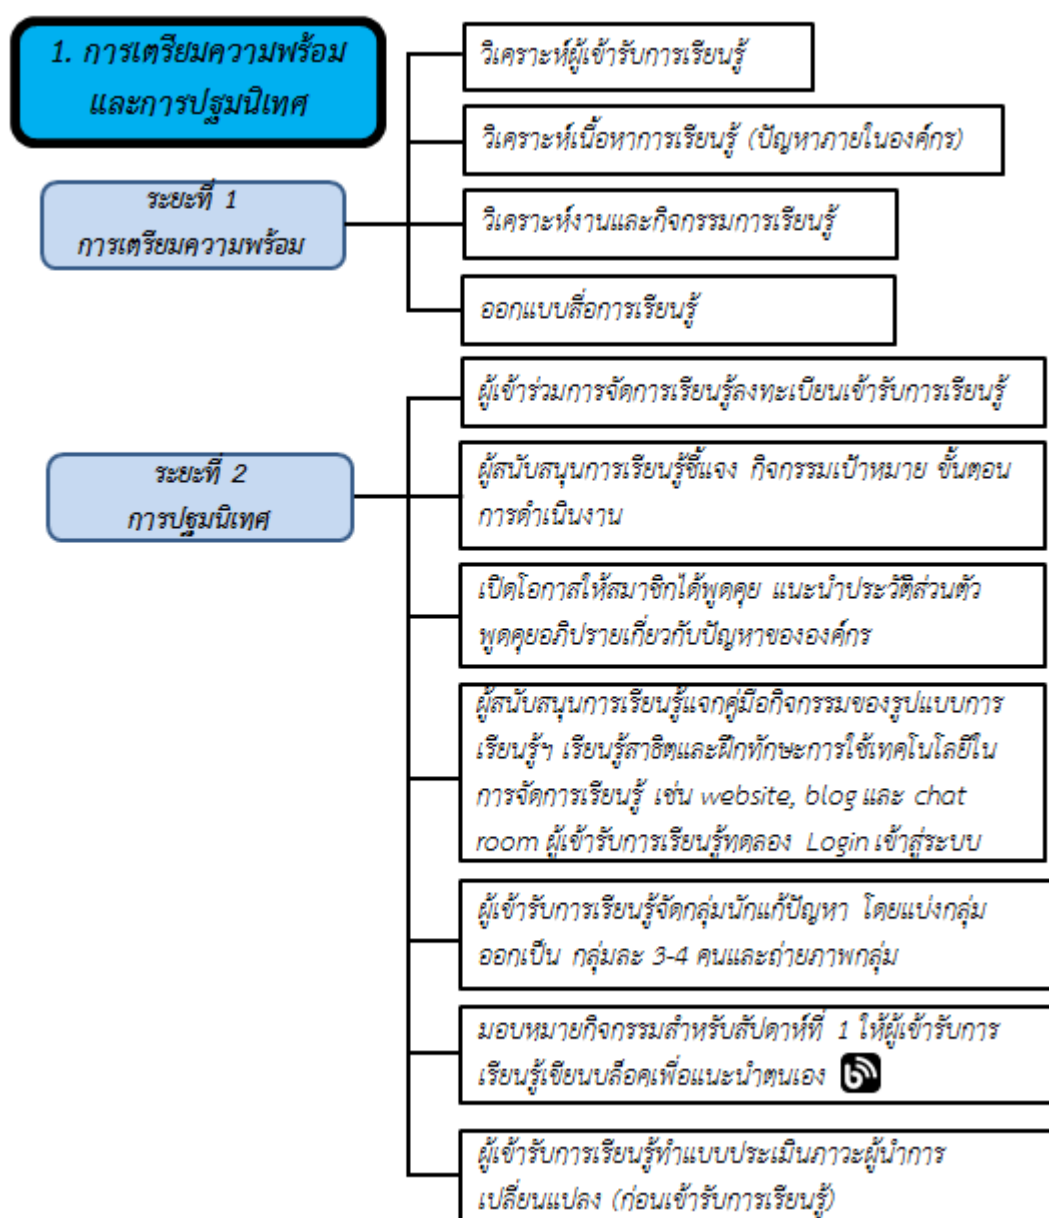 1. การเตรียมความพร้อม
และการปฐมนิเทศ
ระยะที่ 1
การเตรียมความพร้อม
วิเคราะห์ผู้เข้ารับการเรียนรู้
วิเคราะห์เนื้อหาการเรียนรู้ (ปัญหาภายในองค์กร)
วิเคราะห์งานและกิจกรรมการเรียนรู้
ออกแบบสื่อการเรียนรู้
ระยะที่ 2
การปฐมนิเทศ
ผู้เข้าร่วมการจัดการเรียนรู้ลงทะเบียนเข้ารับการเรียนรู้
ผู้สนับสนุนการเรียนรู้ชี้แจง กิจกรรมเป้าหมาย ขั้นตอน
การดำเนินงาน
เปิดโอกาสให้สมาชิกได้พูดคุย แนะนำประวัติส่วนตัว
พูดคุยอภิปรายเกี่ยวกับปัญหาขององค์กร
ผู้สนับสนุนการเรียนรู้แจกคู่มือกิจกรรมของรูปแบบการ
เรียนรู้ฯ เรียนรู้สาธิตและฝึกทักษะการใช้เทคโนโลยีใน
การจัดการเรียนรู้ เช่น website, blog และ chat
room ผู้เข้ารับการเรียนรู้ทดลอง Login เข้าสู่ระบบ
ผู้เข้ารับการเรียนรู้จัดกลุ่มนักแก้ปัญหา โดยแบ่งกลุ่ม
ออกเป็น กลุ่มละ 3-4 คนและถ่ายภาพกลุ่ม
มอบหมายกิจกรรมสำหรับสัปดาห์ที่ 1 ให้ผู้เข้ารับการ
เรียนรู้เขียนบล๊อคเพื่อแนะนำตนเอง
ผู้เข้ารับการเรียนรู้ทำแบบประเมินภาวะผู้นำการ
เปลี่ยนแปลง (ก่อนเข้ารับการเรียนรู้)